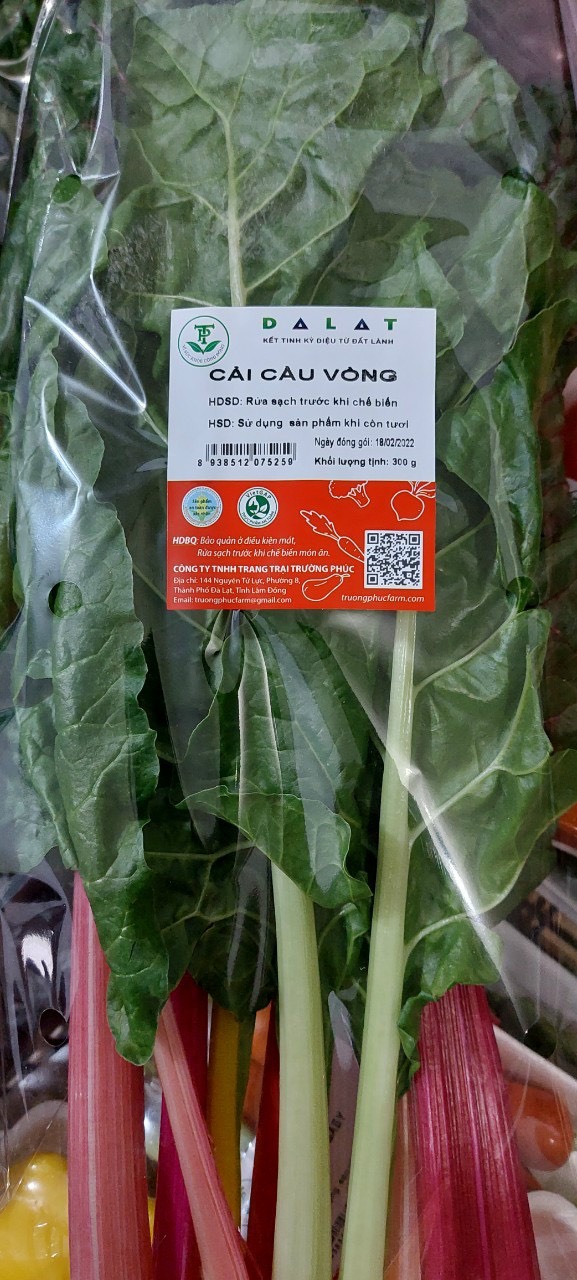 TP
DALAT
KẾT TINH KỲ DIỆU TỪ ĐẤT LÀNH
CẢI CẦU VỒNG
HDSD: Rửa sạch trước khi chế biến
HSD: Sử dụng sản phẩm khi còn tươi
Ngày đóng gói: 18/02/2022
8 938512 075259
Khối lượng tịnh: 300 g
VietGAP
HDBQ: Bảo quản ở điều kiện mát,
Rửa sạch trước khi chế biến món ăn.
CÔNG TY TNHH TRANG TRẠI TRƯỜNG PHÚC
Địa chỉ: 144 Nguyên Tử Lực, Phường 8,
Thành Phố Đà Lạt, Tỉnh Lâm Đồng
Email: truongphucfarm@gmail.com
truongphucfarm.com